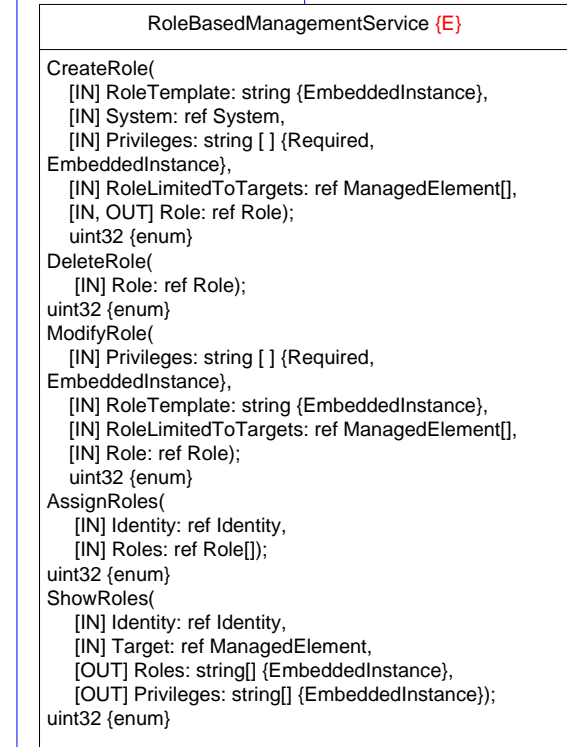 RoleBasedManagementService {E}
CreateRole(
[IN] RoleTemplate: string {EmbeddedInstance},
[IN] System: ref System,
[IN] Privileges: string [ ] {Required,
EmbeddedInstance},
[IN] RoleLimitedToTargets: ref ManagedElement[],
[IN, OUT] Role: ref Role);
uint32 {enum}
DeleteRole(
[IN] Role: ref Role);
uint32 {enum}
ModifyRole(
[IN] Privileges: string [ ] {Required,
EmbeddedInstance},
[IN] RoleTemplate: string {EmbeddedInstance},
[IN] RoleLimitedToTargets: ref ManagedElement[],
[IN] Role: ref Role);
uint32 {enum}
AssignRoles(
[IN] Identity: ref Identity,
[IN] Roles: ref Role[]);
uint32 {enum}
ShowRoles(
[IN] Identity: ref Identity,
[IN] Target: ref ManagedElement,
[OUT] Roles: string[] {EmbeddedInstance},
[OUT] Privileges: string[] {EmbeddedInstance});
uint32 {enum}